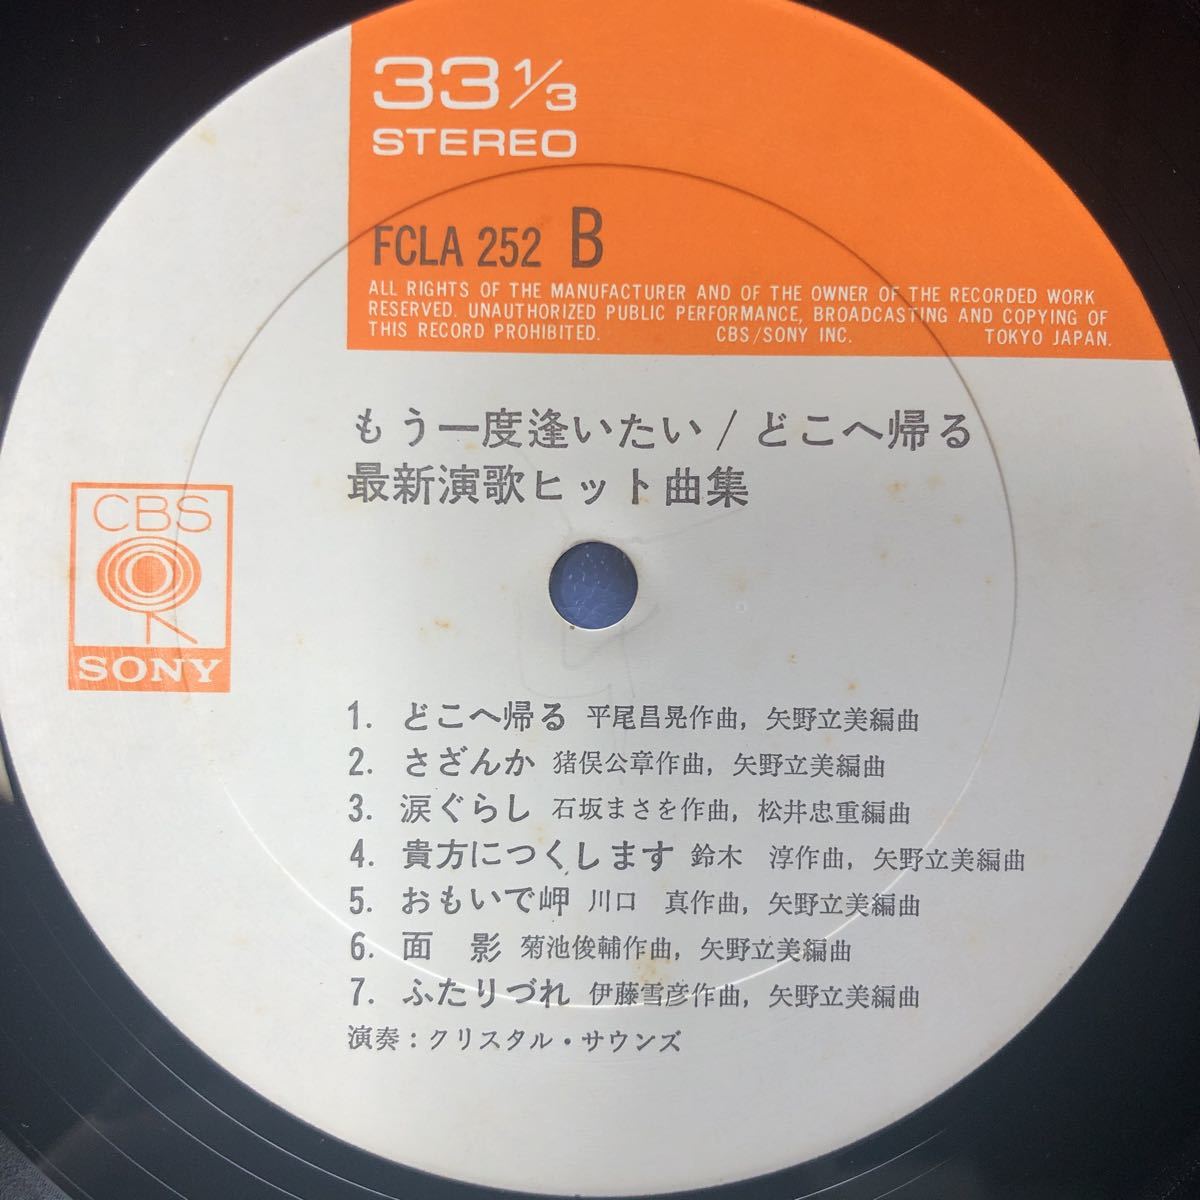 33 1/3
STEREO
FCLA 252 B
ALL RIGHTS OF THE MANUFACTURER AND OF THE OWNER OF THE RECORDED WORK
RESERVED. UNAUTHORIZED PUBLIC PERFORMANCE, BROADCASTING AND COPYING OF
THIS RECORD PROHIBITED. CBS/SONY INC. TOKYO JAPAN.
もう一度逢いたい/どこへ帰る
最新演歌ヒット曲集
CBS
SONY
1. どこへ帰る 平尾昌晃作曲, 矢野立美編曲
2. さざんか 猪俣公章作曲, 矢野立美編曲
3. 涙ぐらし 石坂まさを作曲, 松井忠重編曲
4. 貴方につくします 鈴木 淳作曲, 矢野立美編曲
5. おもいで岬 川口 真作曲, 矢野立美編曲
6. 面 影 菊池俊輔作曲, 矢野立美編曲
7. ふたりづれ 伊藤雪彦作曲, 矢野立美編曲
演奏：クリスタル・サウンズ